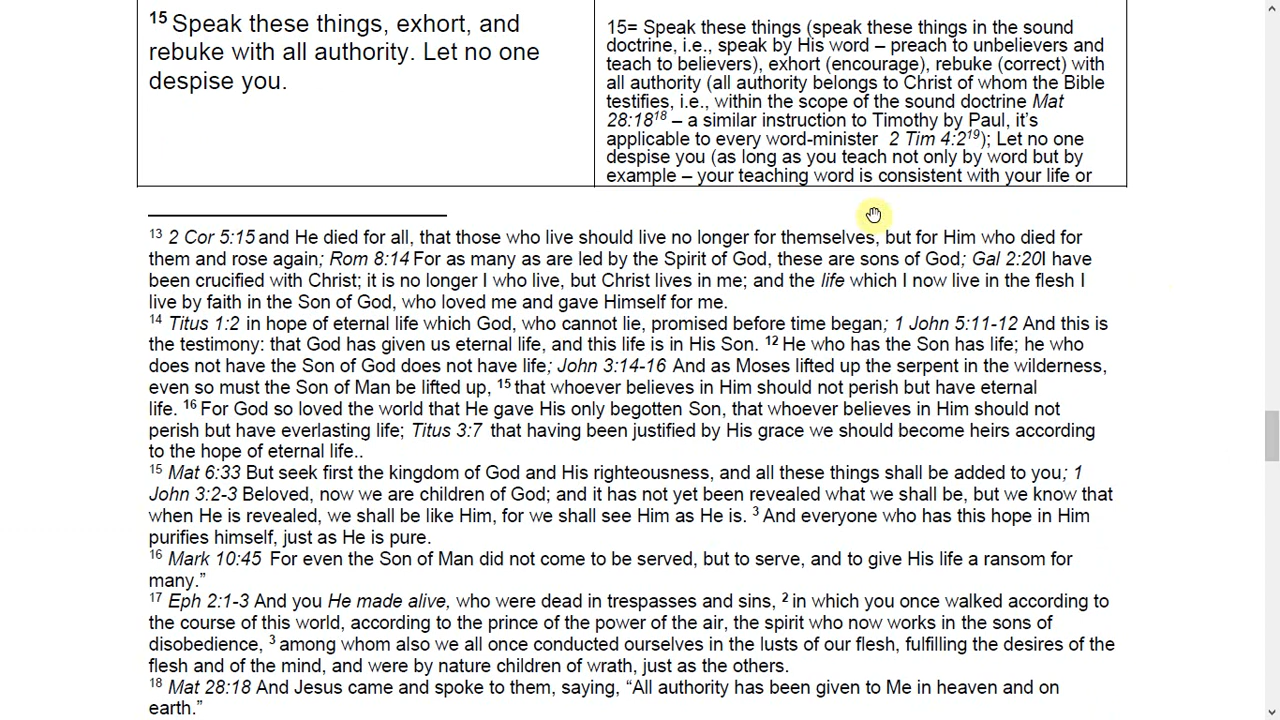 15 Speak these things, exhort, and
rebuke with all authority. Let no one
despise you.
15= Speak these things (speak these things in the sound
doctrine, i.e., speak by His word – preach to unbelievers and
teach to believers), exhort (encourage), rebuke (correct) with
all authority (all authority belongs to Christ of whom the Bible
testifies, i.e., within the scope of the sound doctrine Mat
28:1818 – a similar instruction to Timothy by Paul, it's
applicable to every word-minister 2 Tim 4:219); Let no one
despise you (as long as you teach not only by word but by
example – your teaching word is consistent with your life or
13 2 Cor 5:15 and He died for all, that those who live should live no longer for themselves, but for Him who died for
them and rose again; Rom 8:14 For as many as are led by the Spirit of God, these are sons of God; Gal 2:20I have
been crucified with Christ; it is no longer I who live, but Christ lives in me; and the life which I now live in the flesh I
live by faith in the Son of God, who loved me and gave Himself for me.
14 Titus 1:2 in hope of eternal life which God, who cannot lie, promised before time began; 1 John 5:11-12 And this is
the testimony: that God has given us eternal life, and this life is in His Son. 12 He who has the Son has life; he who
does not have the Son of God does not have life; John 3:14-16 And as Moses lifted up the serpent in the wilderness,
even so must the Son of Man be lifted up, 15 that whoever believes in Him should not perish but have eternal
life. 16 For God so loved the world that He gave His only begotten Son, that whoever believes in Him should not
perish but have everlasting life; Titus 3:7 that having been justified by His grace we should become heirs according
to the hope of eternal life..
15 Mat 6:33 But seek first the kingdom of God and His righteousness, and all these things shall be added to you; 1
John 3:2-3 Beloved, now we are children of God; and it has not yet been revealed what we shall be, but we know that
when He is revealed, we shall be like Him, for we shall see Him as He is. 3 And everyone who has this hope in Him
purifies himself, just as He is pure.
16 Mark 10:45 For even the Son of Man did not come to be served, but to serve, and to give His life a ransom for
many.”
17 Eph 2:1-3 And you He made alive, who were dead in trespasses and sins, 2 in which you once walked according to
the course of this world, according to the prince of the power of the air, the spirit who now works in the sons of
disobedience, 3 among whom also we all once conducted ourselves in the lusts of our flesh, fulfilling the desires of the
flesh and of the mind, and were by nature children of wrath, just as the others.
18 Mat 28:18 And Jesus came and spoke to them, saying, “All authority has been given to Me in heaven and on
earth.”